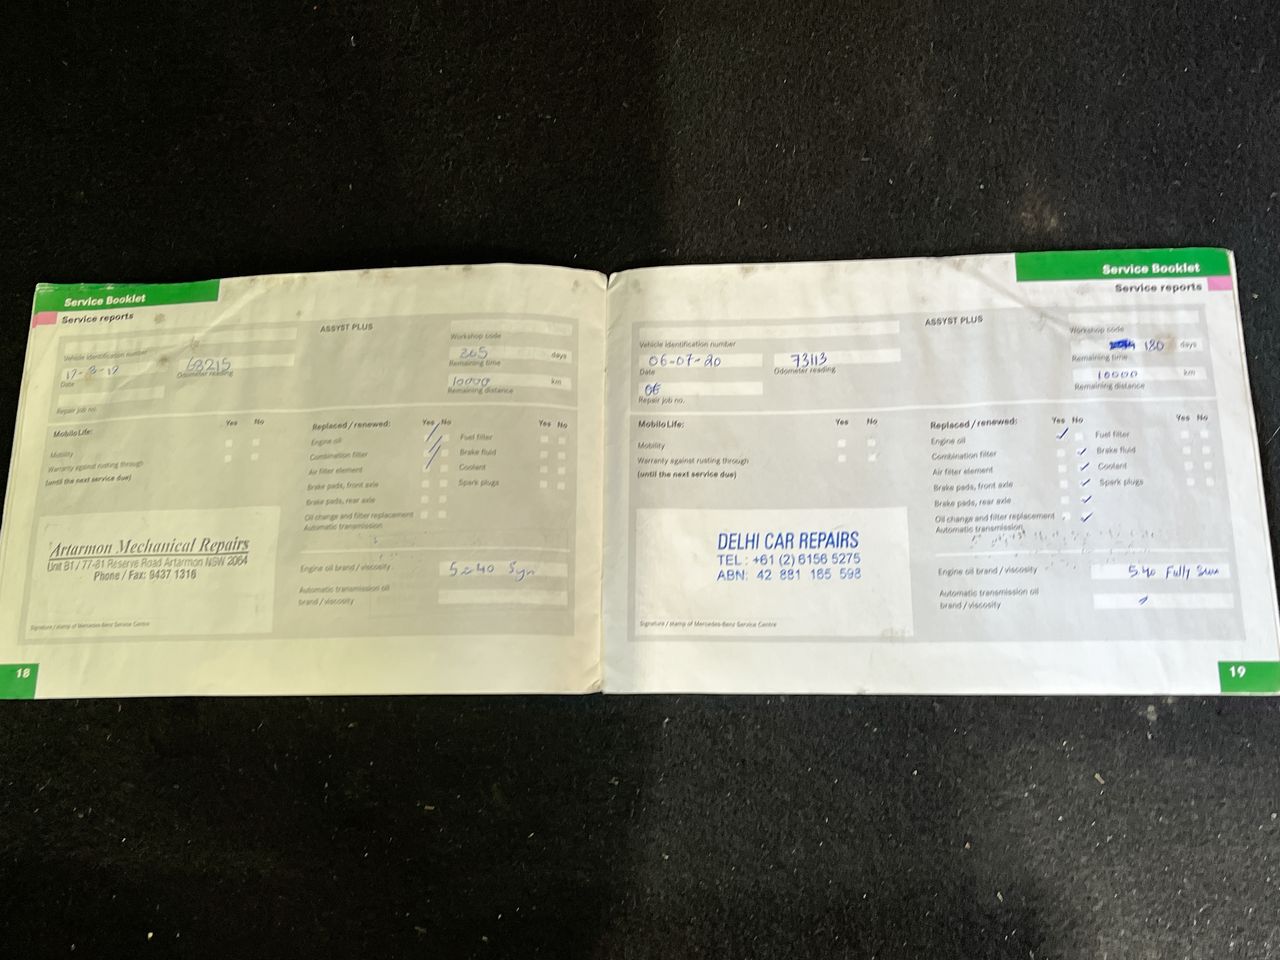 Service Booklet
Service reports
ASSYST PLUS
Workshop code
Vehicle identification number
365 days
Remaining time
68215
Date
Odometer reading
10000 km
Remaining distance
Repair job no.
Yes No
MobiloLife:
Mobility
Warranty against rusting through
(until the next service due)
Replaced / renewed: Yes No
Engine oil
Combination filter
Air filter element
Brake pads, front axle
Brake pads, rear axle
Oil change and filter replacement
Automatic transmission
Yes No
Fuel filter
Brake fluid
Coolant
Spark plugs
Artarmon Mechanical Repairs
Unit B1 / 77-81 Reserve Road Artarmon NSW 2064
Phone / Fax: 9437 1316
Signature / stamp of Mercedes-Benz Service Centre
Engine oil brand / viscosity 5w40 Syn
Automatic transmission oil
brand / viscosity
18
Service Booklet
Service reports
ASSYST PLUS
Workshop code
Vehicle identification number
180 days
Remaining time
06-07-20 73113
Date
Odometer reading
10000 km
Remaining distance
Repair job no.
Yes No
MobiloLife:
Mobility
Warranty against rusting through
(until the next service due)
Replaced / renewed: Yes No
Engine oil
Combination filter
Air filter element
Brake pads, front axle
Brake pads, rear axle
Oil change and filter replacement
Automatic transmission
Yes No
Fuel filter
Brake fluid
Coolant
Spark plugs
DELHI CAR REPAIRS
TEL : +61 (2) 6156 5275
ABN: 42 881 165 598
Signature / stamp of Mercedes-Benz Service Centre
Engine oil brand / viscosity 5.40 Fully
Automatic transmission oil
brand / viscosity
19